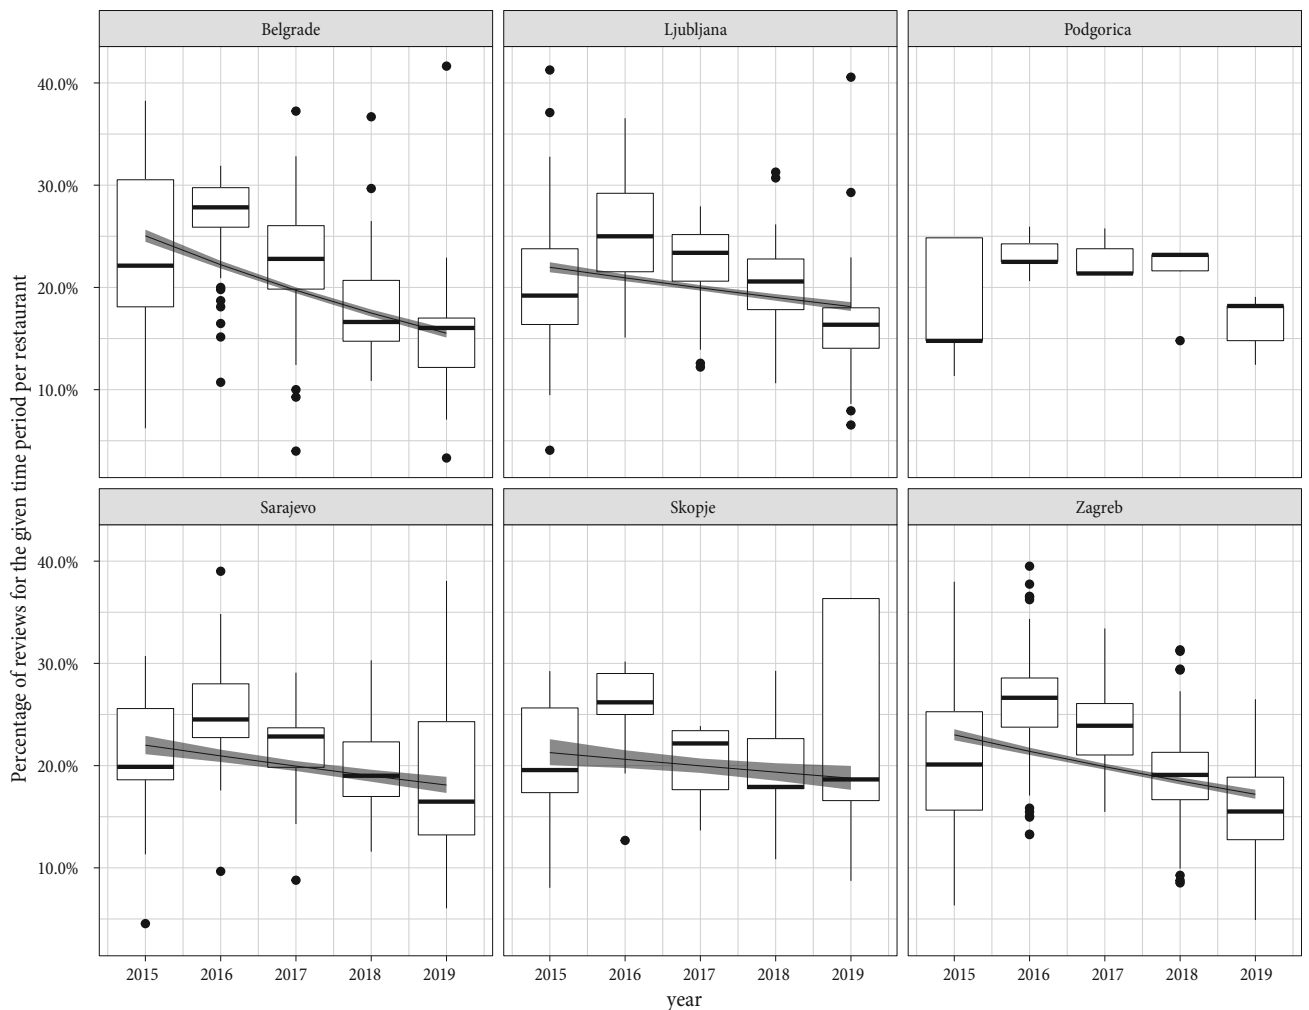 Belgrade Ljubljana Podgorica
40.0%
30.0%
20.0%
10.0%
Percentage of reviews for the given time period per restaurant
Sarajevo Skopje Zagreb
40.0%
30.0%
20.0%
10.0%
2015 2016 2017 2018 2019 2015 2016 2017 2018 2019 2015 2016 2017 2018 2019
year